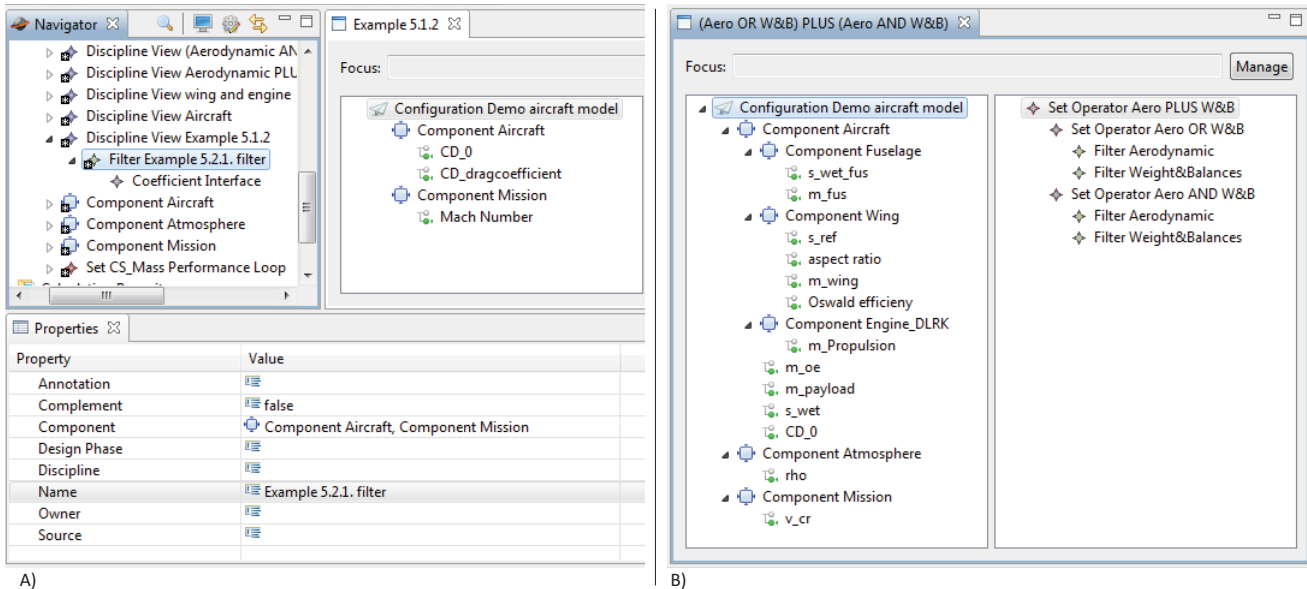 Navigator
Discipline View (Aerodynamic AN
Discipline View Aerodynamic PLU
Discipline View wing and engine
Discipline View Aircraft
Discipline View Example 5.1.2
Filter Example 5.2.1. filter
Coefficient Interface
Component Aircraft
Component Atmosphere
Component Mission
Set CS_Mass Performance Loop
Example 5.1.2
Focus:
Configuration Demo aircraft model
Component Aircraft
CD_0
CD_dragcoefficient
Component Mission
Mach Number
Properties
Property Value
Annotation
Complement false
Component Component Aircraft, Component Mission
Design Phase
Discipline
Name Example 5.2.1. filter
Owner
Source
A)
(Aero OR W&B) PLUS (Aero AND W&B)
Focus: Manage
Configuration Demo aircraft model
Component Aircraft
Component Fuselage
s_wet_fus
m_fus
Component Wing
s_ref
aspect ratio
m_wing
Oswald efficieny
Component Engine_DLRK
m_Propulsion
m_oe
m_payload
s_wet
CD_0
Component Atmosphere
rho
Component Mission
v_cr
Set Operator Aero PLUS W&B
Set Operator Aero OR W&B
Filter Aerodynamic
Filter Weight&Balances
Set Operator Aero AND W&B
Filter Aerodynamic
Filter Weight&Balances
B)